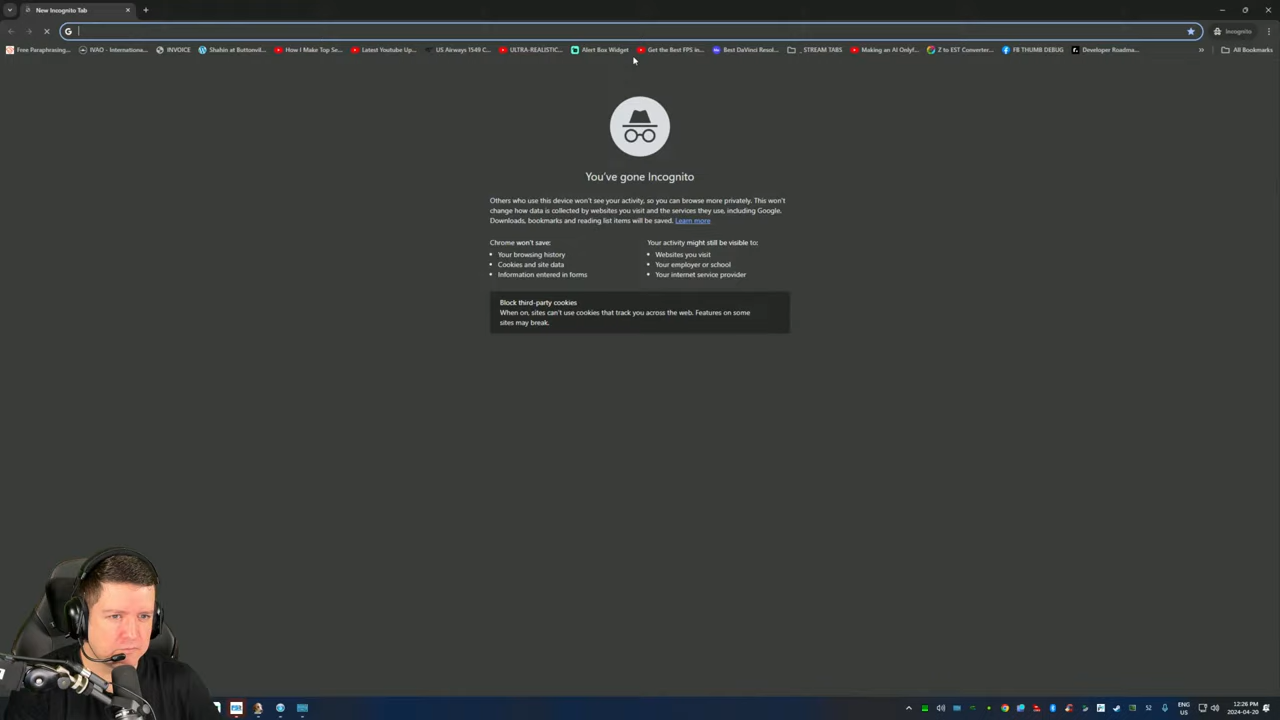 New Incognito Tab
Incognito
Free Paraphrasing... IVAO - Internationa... INVOICE Shahin at Buttonvil... How I Make Top Se... Latest Youtube Up... US Airways 1549 C... ULTRA-REALISTIC... Alert Box Widget Get the Best FPS in... Best DaVinci Resol... _ STREAM TABS Making an AI Onlyf... Z to EST Converter... FB THUMB DEBUG Developer Roadma... All Bookmarks
You've gone Incognito
Others who use this device won't see your activity, so you can browse more privately. This won't
change how data is collected by websites you visit and the services they use, including Google.
Downloads, bookmarks and reading list items will be saved. Learn more
Chrome won't save:
• Your browsing history
• Cookies and site data
• Information entered in forms
Your activity might still be visible to:
• Websites you visit
• Your employer or school
• Your internet service provider
Block third-party cookies
When on, sites can't use cookies that track you across the web. Features on some
sites may break.
ENG
US
12:26 PM
2024-04-20